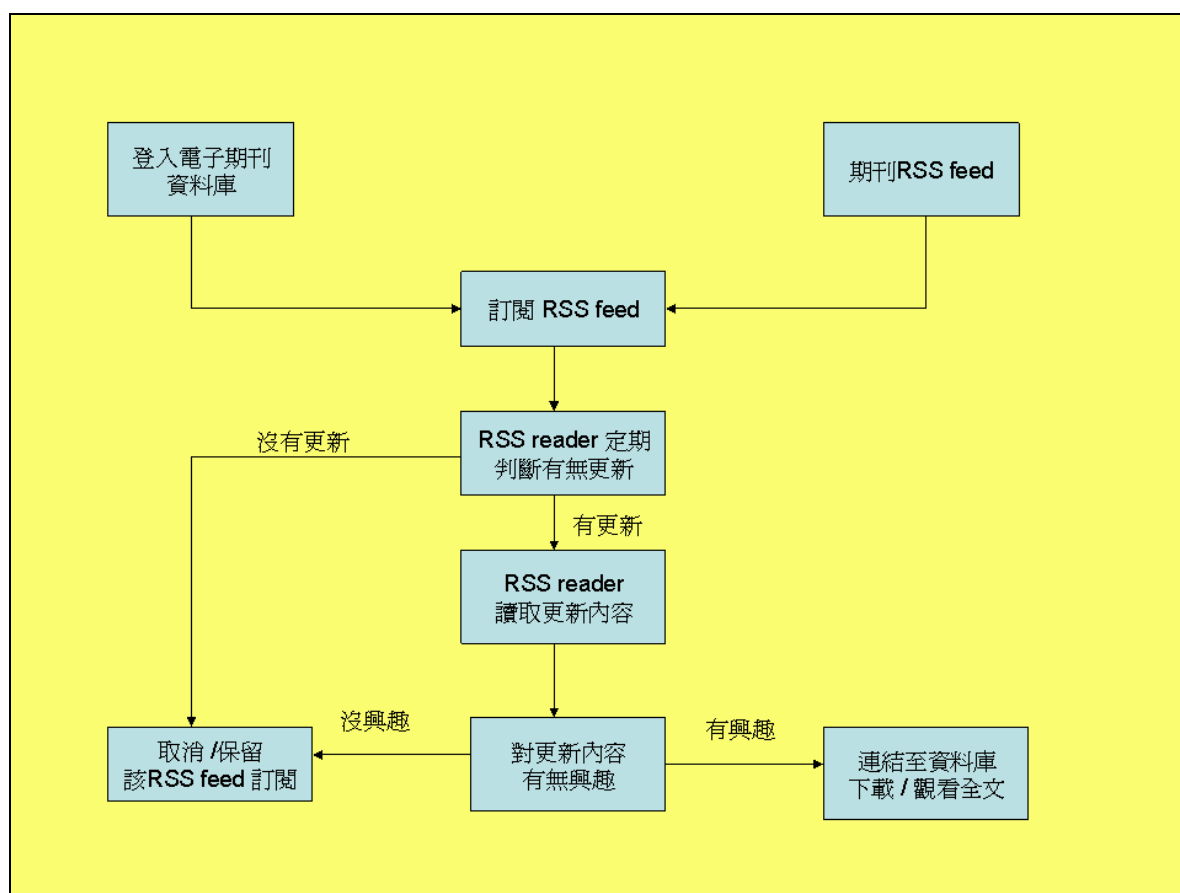 登入電子期刊
資料庫
期刊RSS feed
訂閱 RSS feed
RSS reader 定期
判斷有無更新
沒有更新
有更新
RSS reader
讀取更新內容
沒興趣
有興趣
取消 /保留
該RSS feed 訂閱
對更新內容
有無興趣
連結至資料庫
下載 / 觀看全文